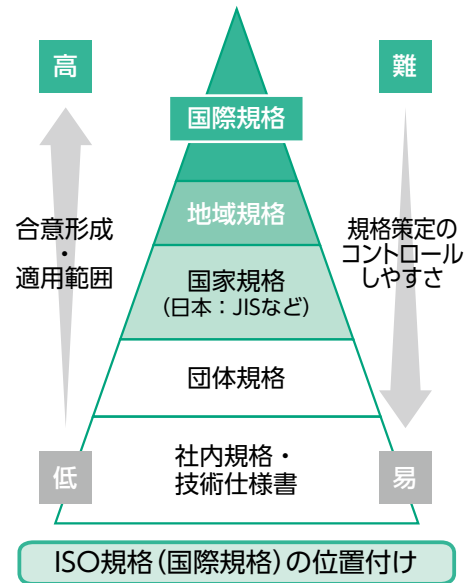 高
難
国際規格
地域規格
合意形成
・
適用範囲
規格策定の
コントロール
しやすさ
国家規格
(日本：JISなど)
団体規格
社内規格・
技術仕様書
低
易
ISO規格(国際規格)の位置付け